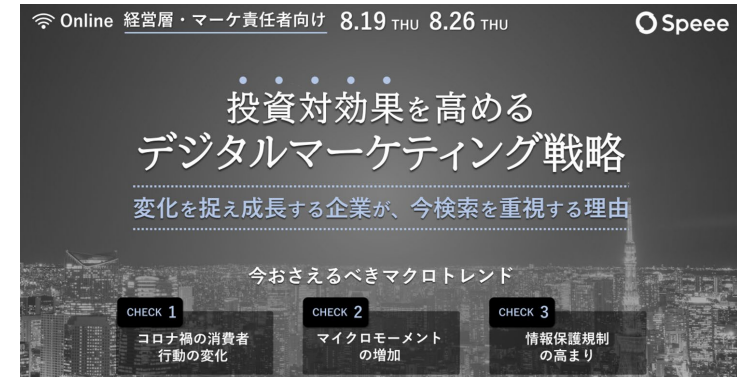 Online 経営層・マーケ責任者向け 8.19 THU 8.26 THU
Speee
投資対効果を高める
デジタルマーケティング戦略
変化を捉え成長する企業が、今検索を重視する理由
今おさえるべきマクロトレンド
CHECK 1
コロナ禍の消費者
行動の変化
CHECK 2
マイクロモーメント
の増加
CHECK 3
情報保護規制
の高まり